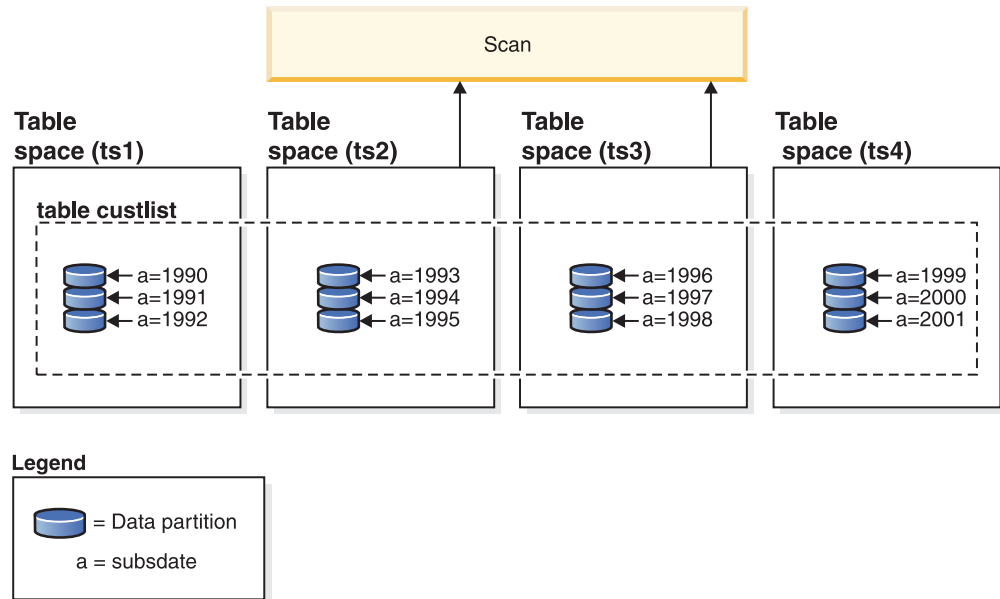 Scan
Table
space (ts1)
Table
space (ts2)
Table
space (ts3)
Table
space (ts4)
table custlist
a=1990
a=1991
a=1992
a=1993
a=1994
a=1995
a=1996
a=1997
a=1998
a=1999
a=2000
a=2001
Legend
= Data partition
a = subsdate